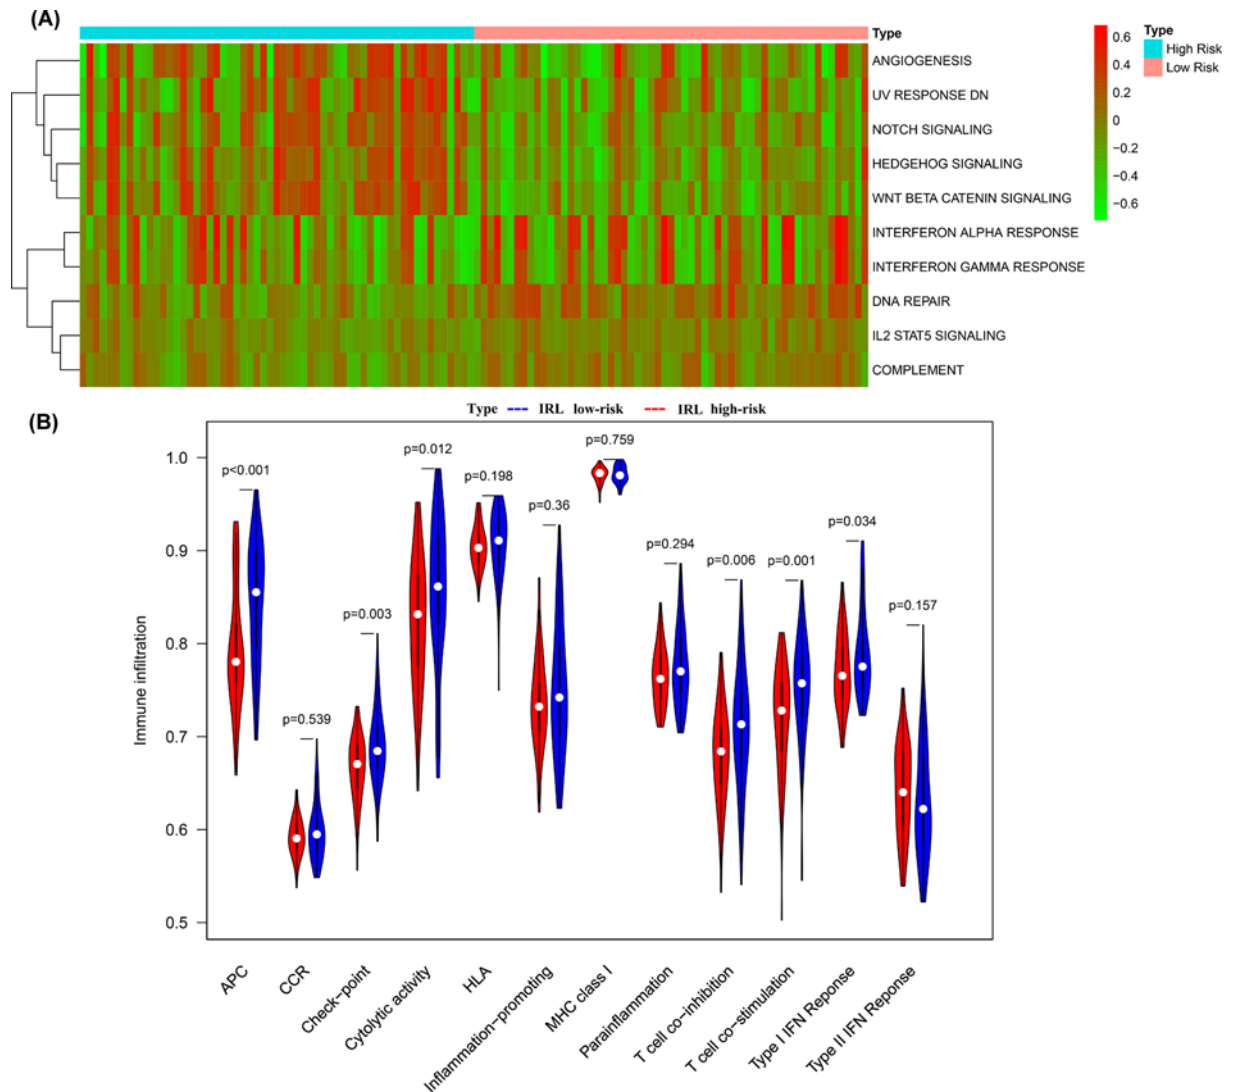 (A)
Type
ANGIOGENESIS
UV RESPONSE DN
NOTCH SIGNALING
HEDGEHOG SIGNALING
WNT BETA CATENIN SIGNALING
INTERFERON ALPHA RESPONSE
INTERFERON GAMMA RESPONSE
DNA REPAIR
IL2 STAT5 SIGNALING
COMPLEMENT
0.6
0.4
0.2
0
−0.2
−0.4
−0.6
Type
High Risk
Low Risk
(B)
Type IRL low-risk IRL high-risk
Immune infiltration
1.0
0.9
0.8
0.7
0.6
0.5
p<0.001
p=0.539
p=0.003
p=0.012
p=0.198
p=0.36
p=0.759
p=0.294
p=0.006
p=0.001
p=0.034
p=0.157
APC
CCR
Check−point
Cytolytic activity
HLA
Inflammation−promoting
MHC class I
Parainflammation
T cell co−inhibition
T cell co−stimulation
Type I IFN Reponse
Type II IFN Reponse